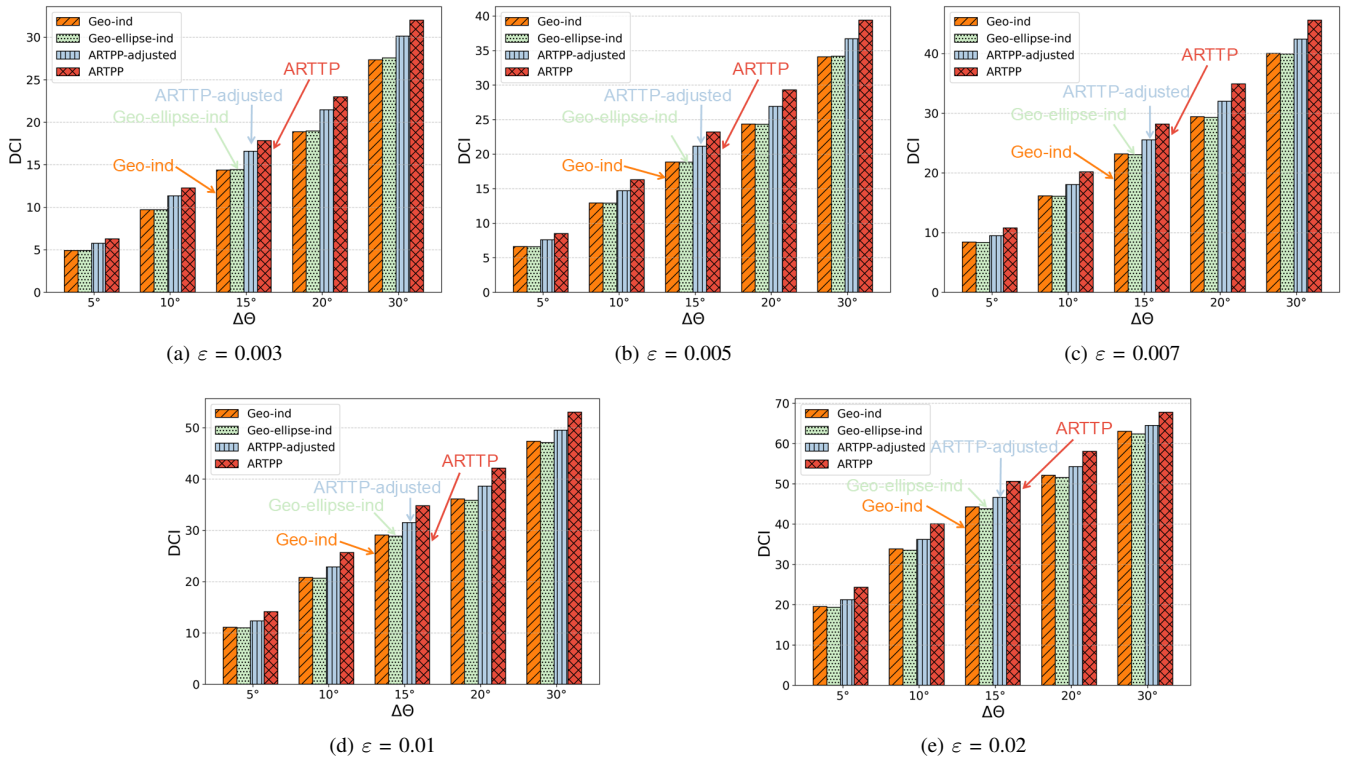 Geo-ind
Geo-ellipse-ind
ARTPP-adjusted
ARTPP
ARTTP
ARTTP-adjusted
Geo-ellipse-ind
Geo-ind
DCI
30
25
20
15
10
5
0
5° 10° 15° 20° 30°
ΔΘ
(a) ε = 0.003
Geo-ind
Geo-ellipse-ind
ARTPP-adjusted
ARTPP
ARTTP
ARTTP-adjusted
Geo-ellipse-ind
Geo-ind
DCI
40
35
30
25
20
15
10
5
0
5° 10° 15° 20° 30°
ΔΘ
(b) ε = 0.005
Geo-ind
Geo-ellipse-ind
ARTPP-adjusted
ARTPP
ARTTP
ARTTP-adjusted
Geo-ellipse-ind
Geo-ind
DCI
40
30
20
10
0
5° 10° 15° 20° 30°
ΔΘ
(c) ε = 0.007
Geo-ind
Geo-ellipse-ind
ARTPP-adjusted
ARTPP
ARTTP
ARTTP-adjusted
Geo-ellipse-ind
Geo-ind
DCI
50
40
30
20
10
0
5° 10° 15° 20° 30°
ΔΘ
(d) ε = 0.01
Geo-ind
Geo-ellipse-ind
ARTPP-adjusted
ARTPP
ARTTP
ARTTP-adjusted
Geo-ellipse-ind
Geo-ind
DCI
70
60
50
40
30
20
10
0
5° 10° 15° 20° 30°
ΔΘ
(e) ε = 0.02